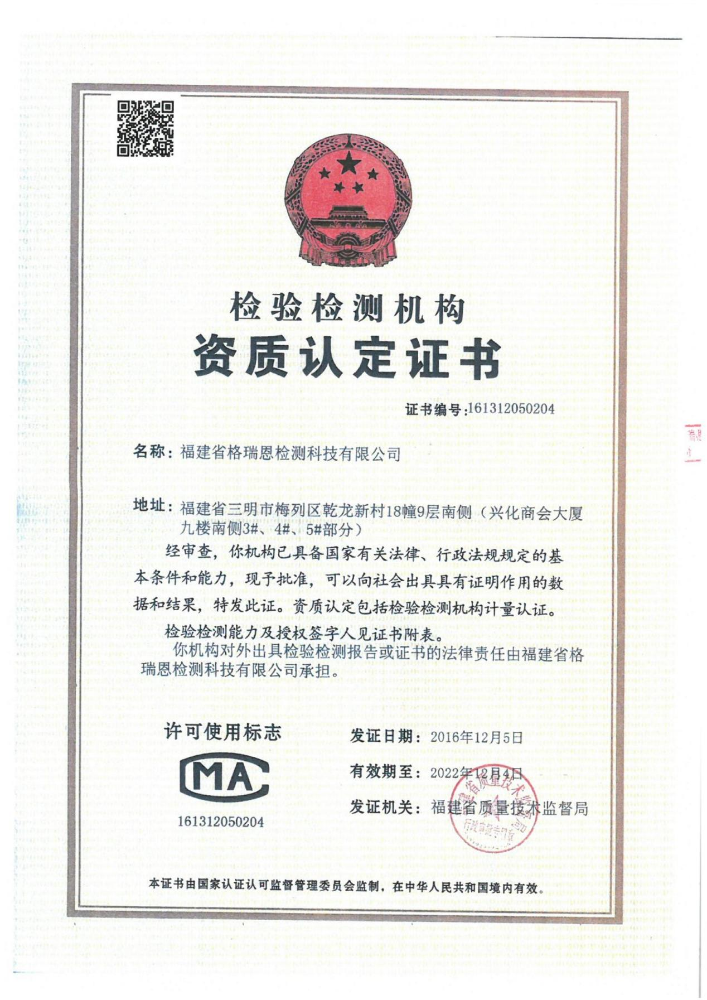 检验检测机构
资质认定证书
证书编号:161312050204
名称：福建省格瑞恩检测科技有限公司
地址：福建省三明市梅列区乾龙新村18幢9层南侧（兴化商会大厦
九楼南侧3#、4#、5#部分）
经审查，你机构已具备国家有关法律、行政法规规定的基
本条件和能力，现予批准，可以向社会出具具有证明作用的数
据和结果，特发此证。资质认定包括检验检测机构计量认证。
检验检测能力及授权签字人见证书附表。
你机构对外出具检验检测报告或证书的法律责任由福建省格
瑞恩检测科技有限公司承担。
许可使用标志
MA
161312050204
发证日期：2016年12月5日
有效期至：2022年12月4日
发证机关：福建省质量技术监督局
福建省质量技术监督局
行政审批专用章
本证书由国家认证认可监督管理委员会监制，在中华人民共和国境内有效。